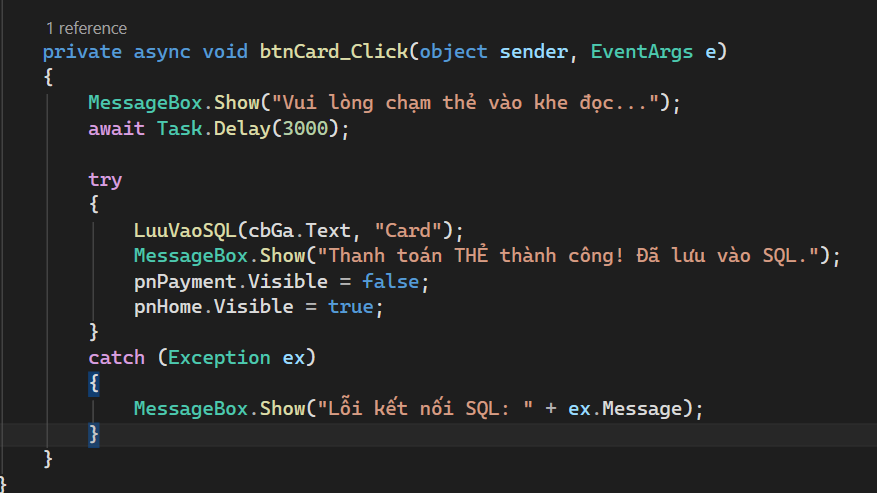 1 reference
private async void btnCard_Click(object sender, EventArgs e)
{
MessageBox.Show("Vui lòng chạm thẻ vào khe đọc...");
await Task.Delay(3000);
try
{
LuuVaoSQL(cbGa.Text, "Card");
MessageBox.Show("Thanh toán THẺ thành công! Đã lưu vào SQL.");
pnPayment.Visible = false;
pnHome.Visible = true;
}
catch (Exception ex)
{
MessageBox.Show("Lỗi kết nối SQL: " + ex.Message);
}
}
}